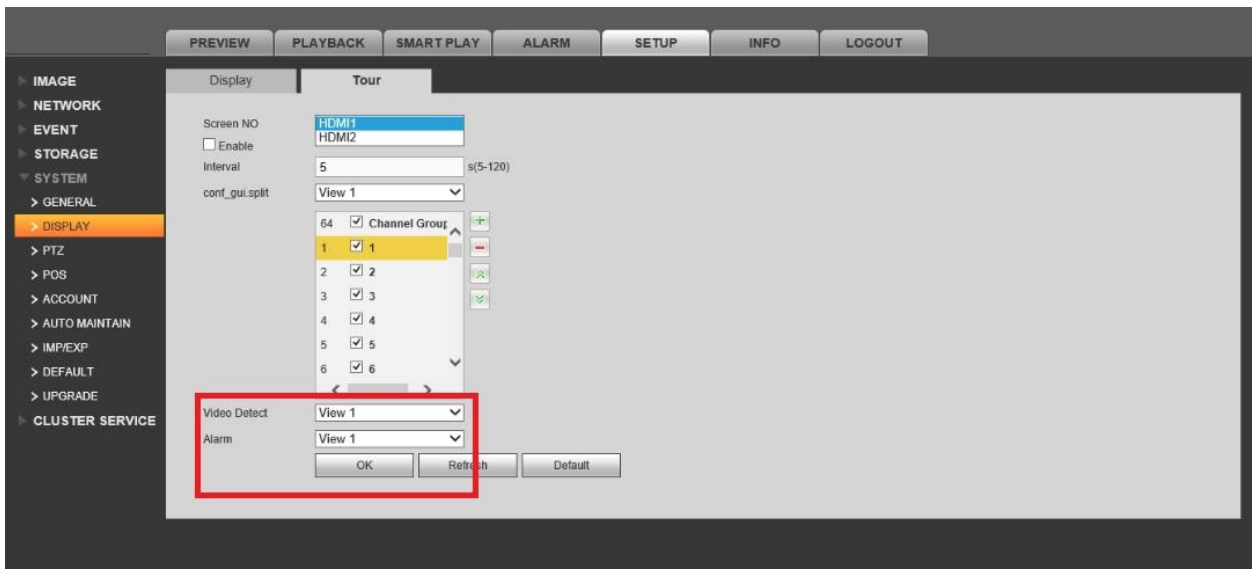 PREVIEW PLAYBACK SMART PLAY ALARM SETUP INFO LOGOUT
IMAGE
NETWORK
EVENT
STORAGE
SYSTEM
GENERAL
DISPLAY
PTZ
POS
ACCOUNT
AUTO MAINTAIN
IMP/EXP
DEFAULT
UPGRADE
CLUSTER SERVICE
Display Tour
Screen NO HDMI1
HDMI2
Enable
Interval 5 s(5-120)
conf_gui.split View 1
64 Channel Group
1 1
2 2
3 3
4 4
5 5
6 6
Video Detect View 1
Alarm View 1
OK Refresh Default